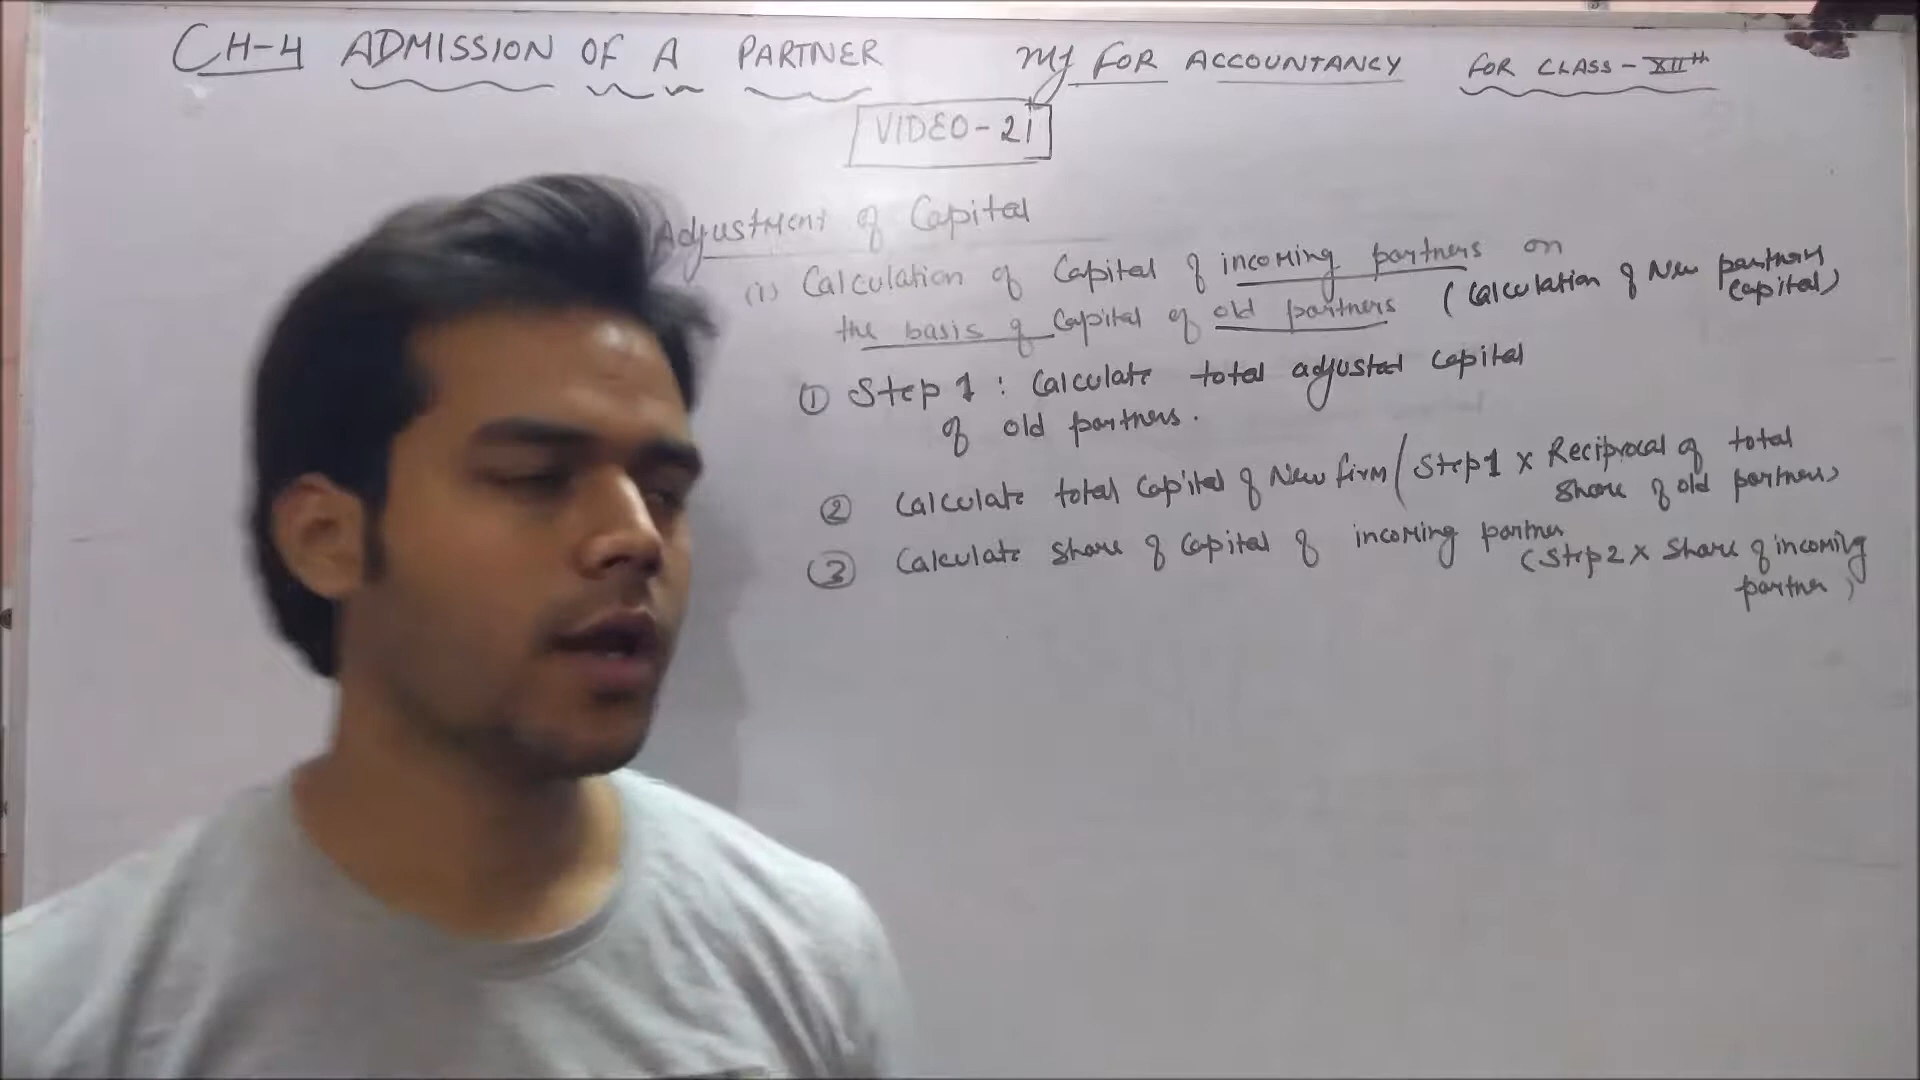 CH-4 ADMISSION OF A PARTNER MJ FOR ACCOUNTANCY FOR CLASS - XIIth
VIDEO - 21
Adjustment of Capital
(i) Calculation of Capital of incoming partners on
the basis of Capital of old partners (Calculation of New partners capital)
① Step 1 : Calculate total adjusted capital
of old partners.
② Calculate total Capital of New firm (Step 1 × Reciprocal of total
share of old partners)
③ Calculate share of Capital of incoming partner
(Step 2 × Share of incoming
partner)